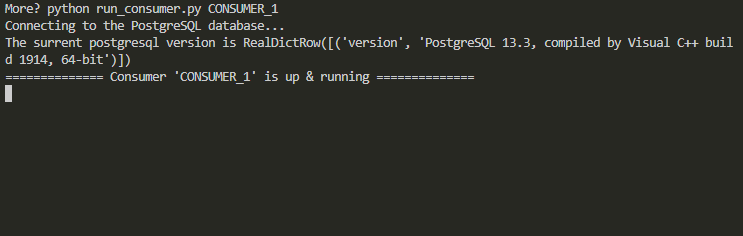 More? python run_consumer.py CONSUMER_1
Connecting to the PostgreSQL database...
The surrent postgresql version is RealDictRow([('version', 'PostgreSQL 13.3, compiled by Visual C++ buil
d 1914, 64-bit')])
============== Consumer 'CONSUMER_1' is up & running ==============